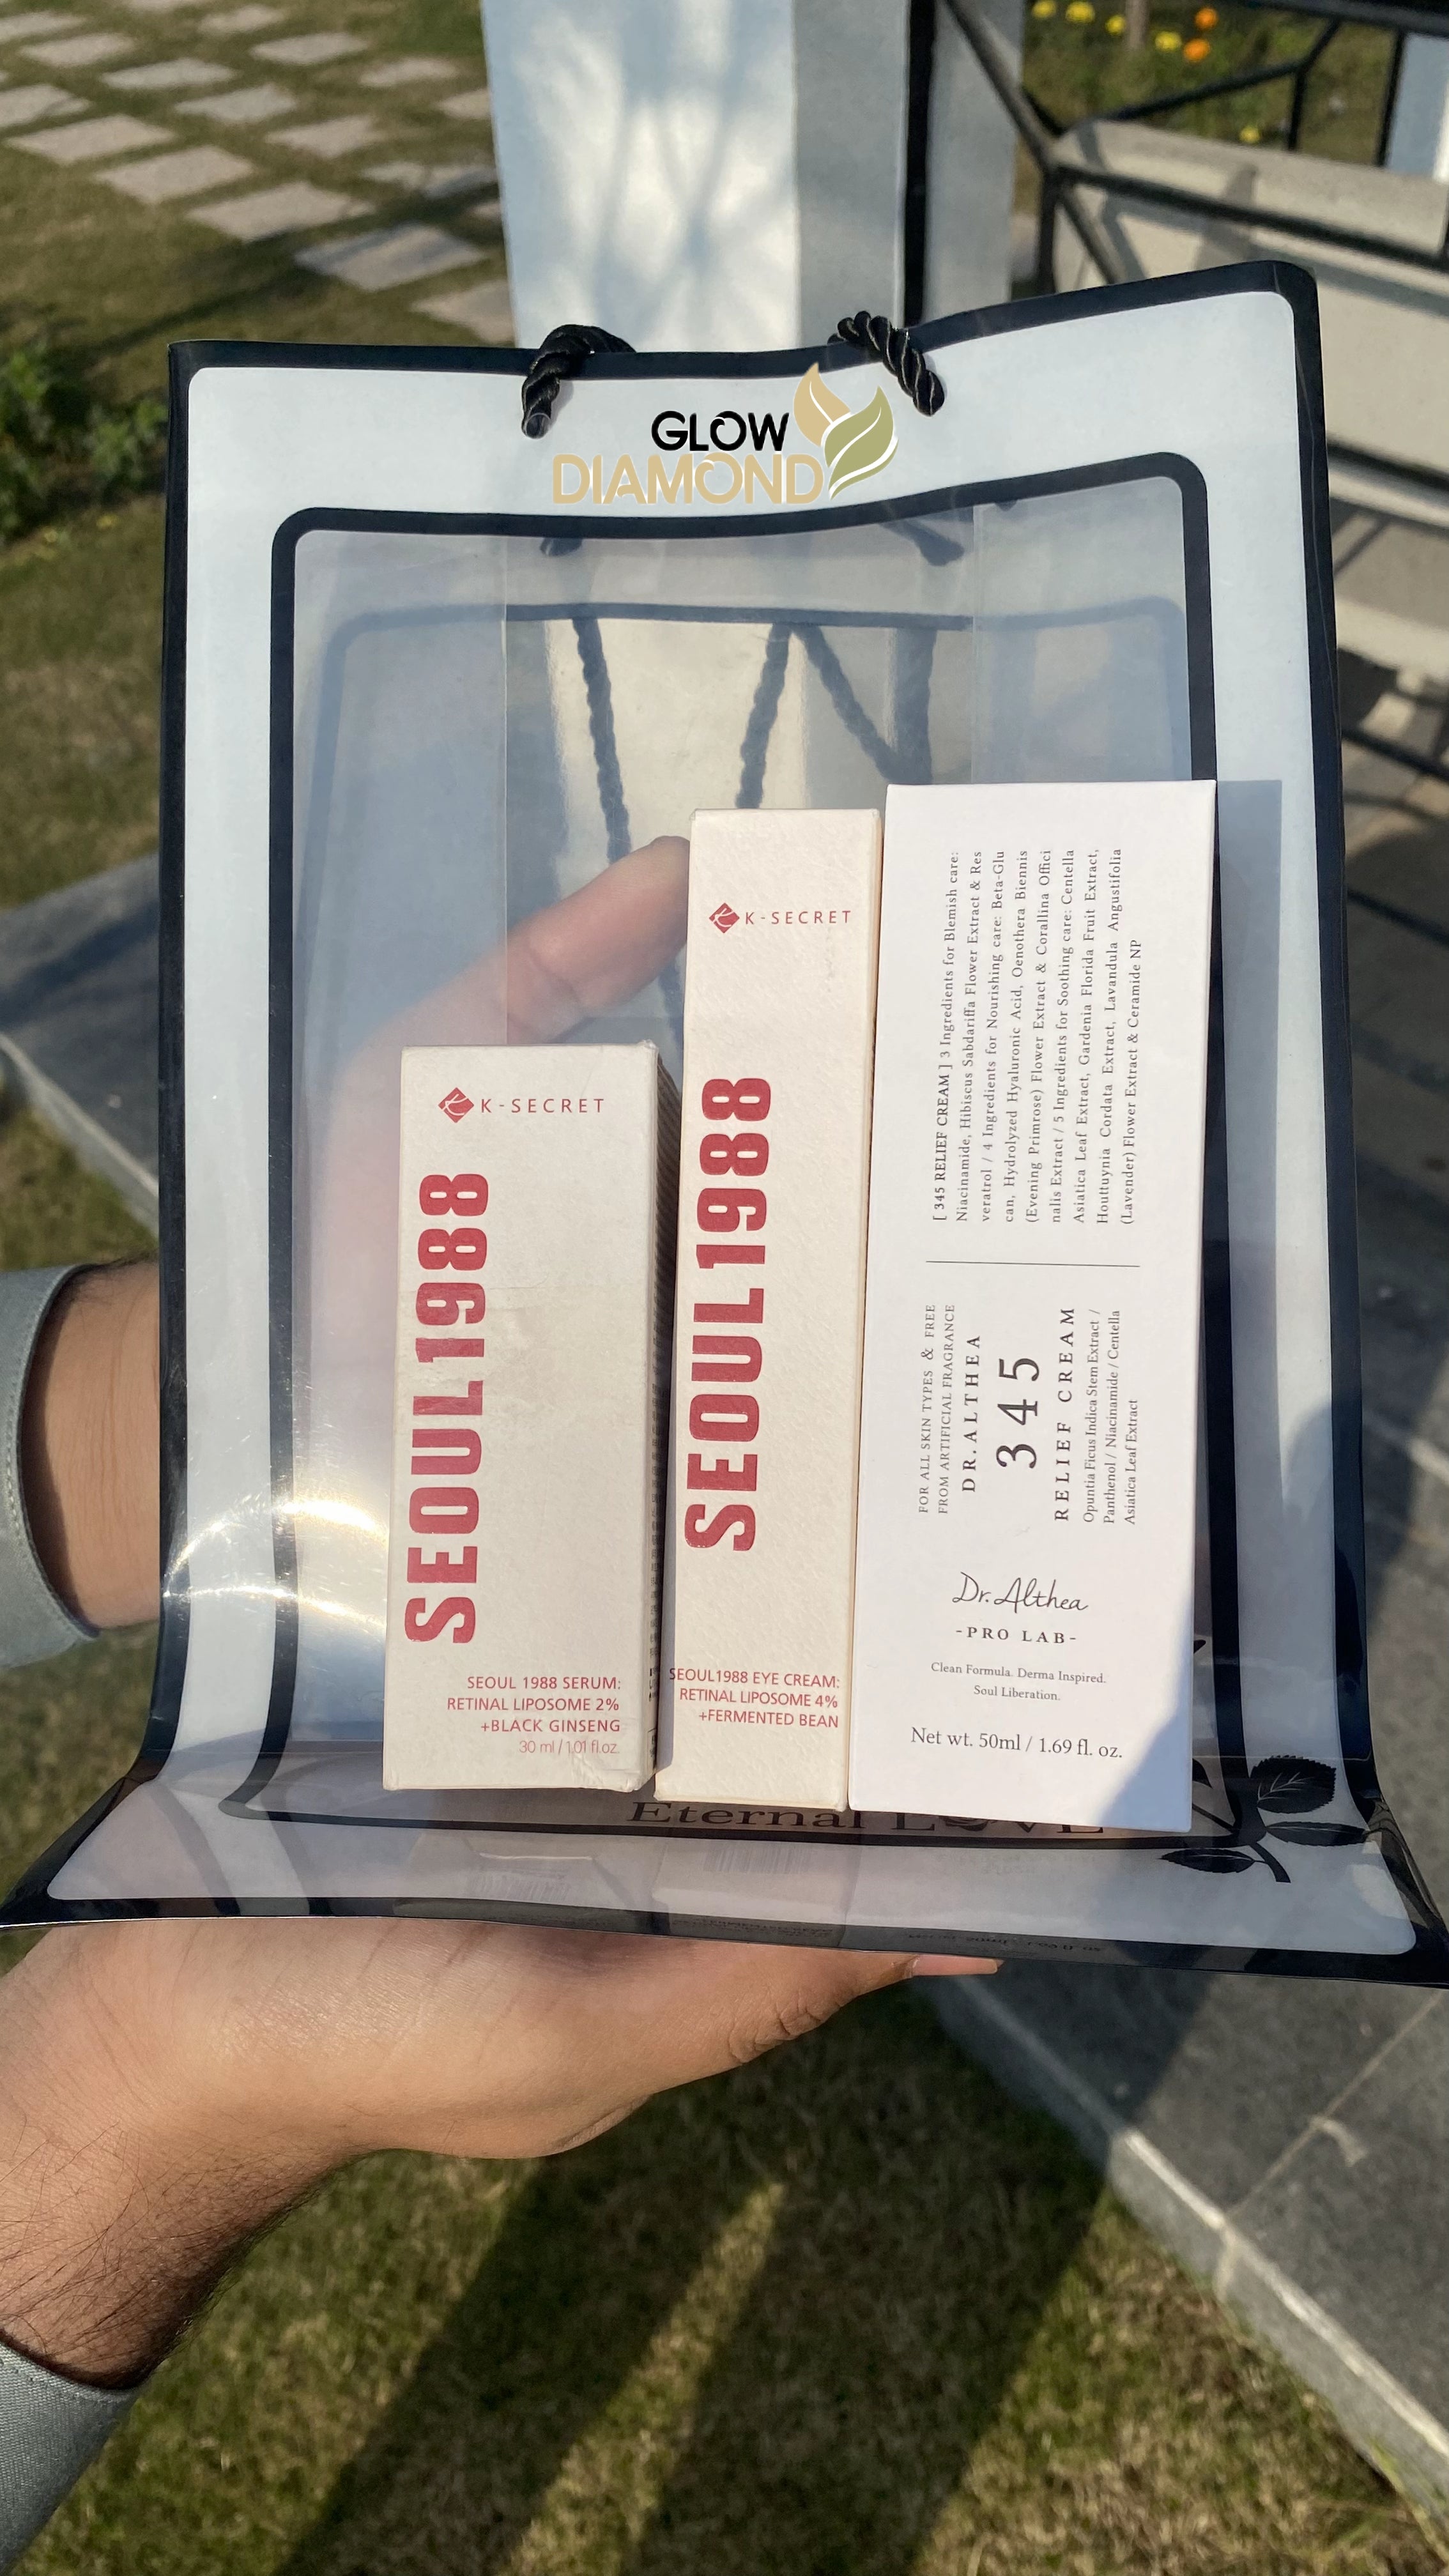 GLOW
DIAMOND
K-SECRET
SEOUL1988
SEOUL 1988 SERUM:
RETINAL LIPOSOME 2%
+BLACK GINSENG
30 ml / 1.01 fl.oz.
K-SECRET
SEOUL1988
SEOUL1988 EYE CREAM:
RETINAL LIPOSOME 4%
+FERMENTED BEAN
[ 345 RELIEF CREAM ] 3 Ingredients for Blemish care:
Niacinamide, Hibiscus Sabdariffa Flower Extract & Res
veratrol / 4 Ingredients for Nourishing care: Beta-Glu
can, Hydrolyzed Hyaluronic Acid, Oenothera Biennis
(Evening Primrose) Flower Extract & Corallina Offici
nalis Extract / 5 Ingredients for Soothing care: Centella
Asiatica Leaf Extract, Gardenia Florida Fruit Extract,
Houttuynia Cordata Extract, Lavandula Angustifolia
(Lavender) Flower Extract & Ceramide NP
FOR ALL SKIN TYPES & FREE
FROM ARTIFICIAL FRAGRANCE
DR.ALTHEA
345
RELIEF CREAM
Opuntia Ficus Indica Stem Extract /
Panthenol / Niacinamide / Centella
Asiatica Leaf Extract
Dr.Althea
-PRO LAB-
Clean Formula. Derma Inspired.
Soul Liberation.
Net wt. 50ml / 1.69 fl. oz.
Eternal LOVE